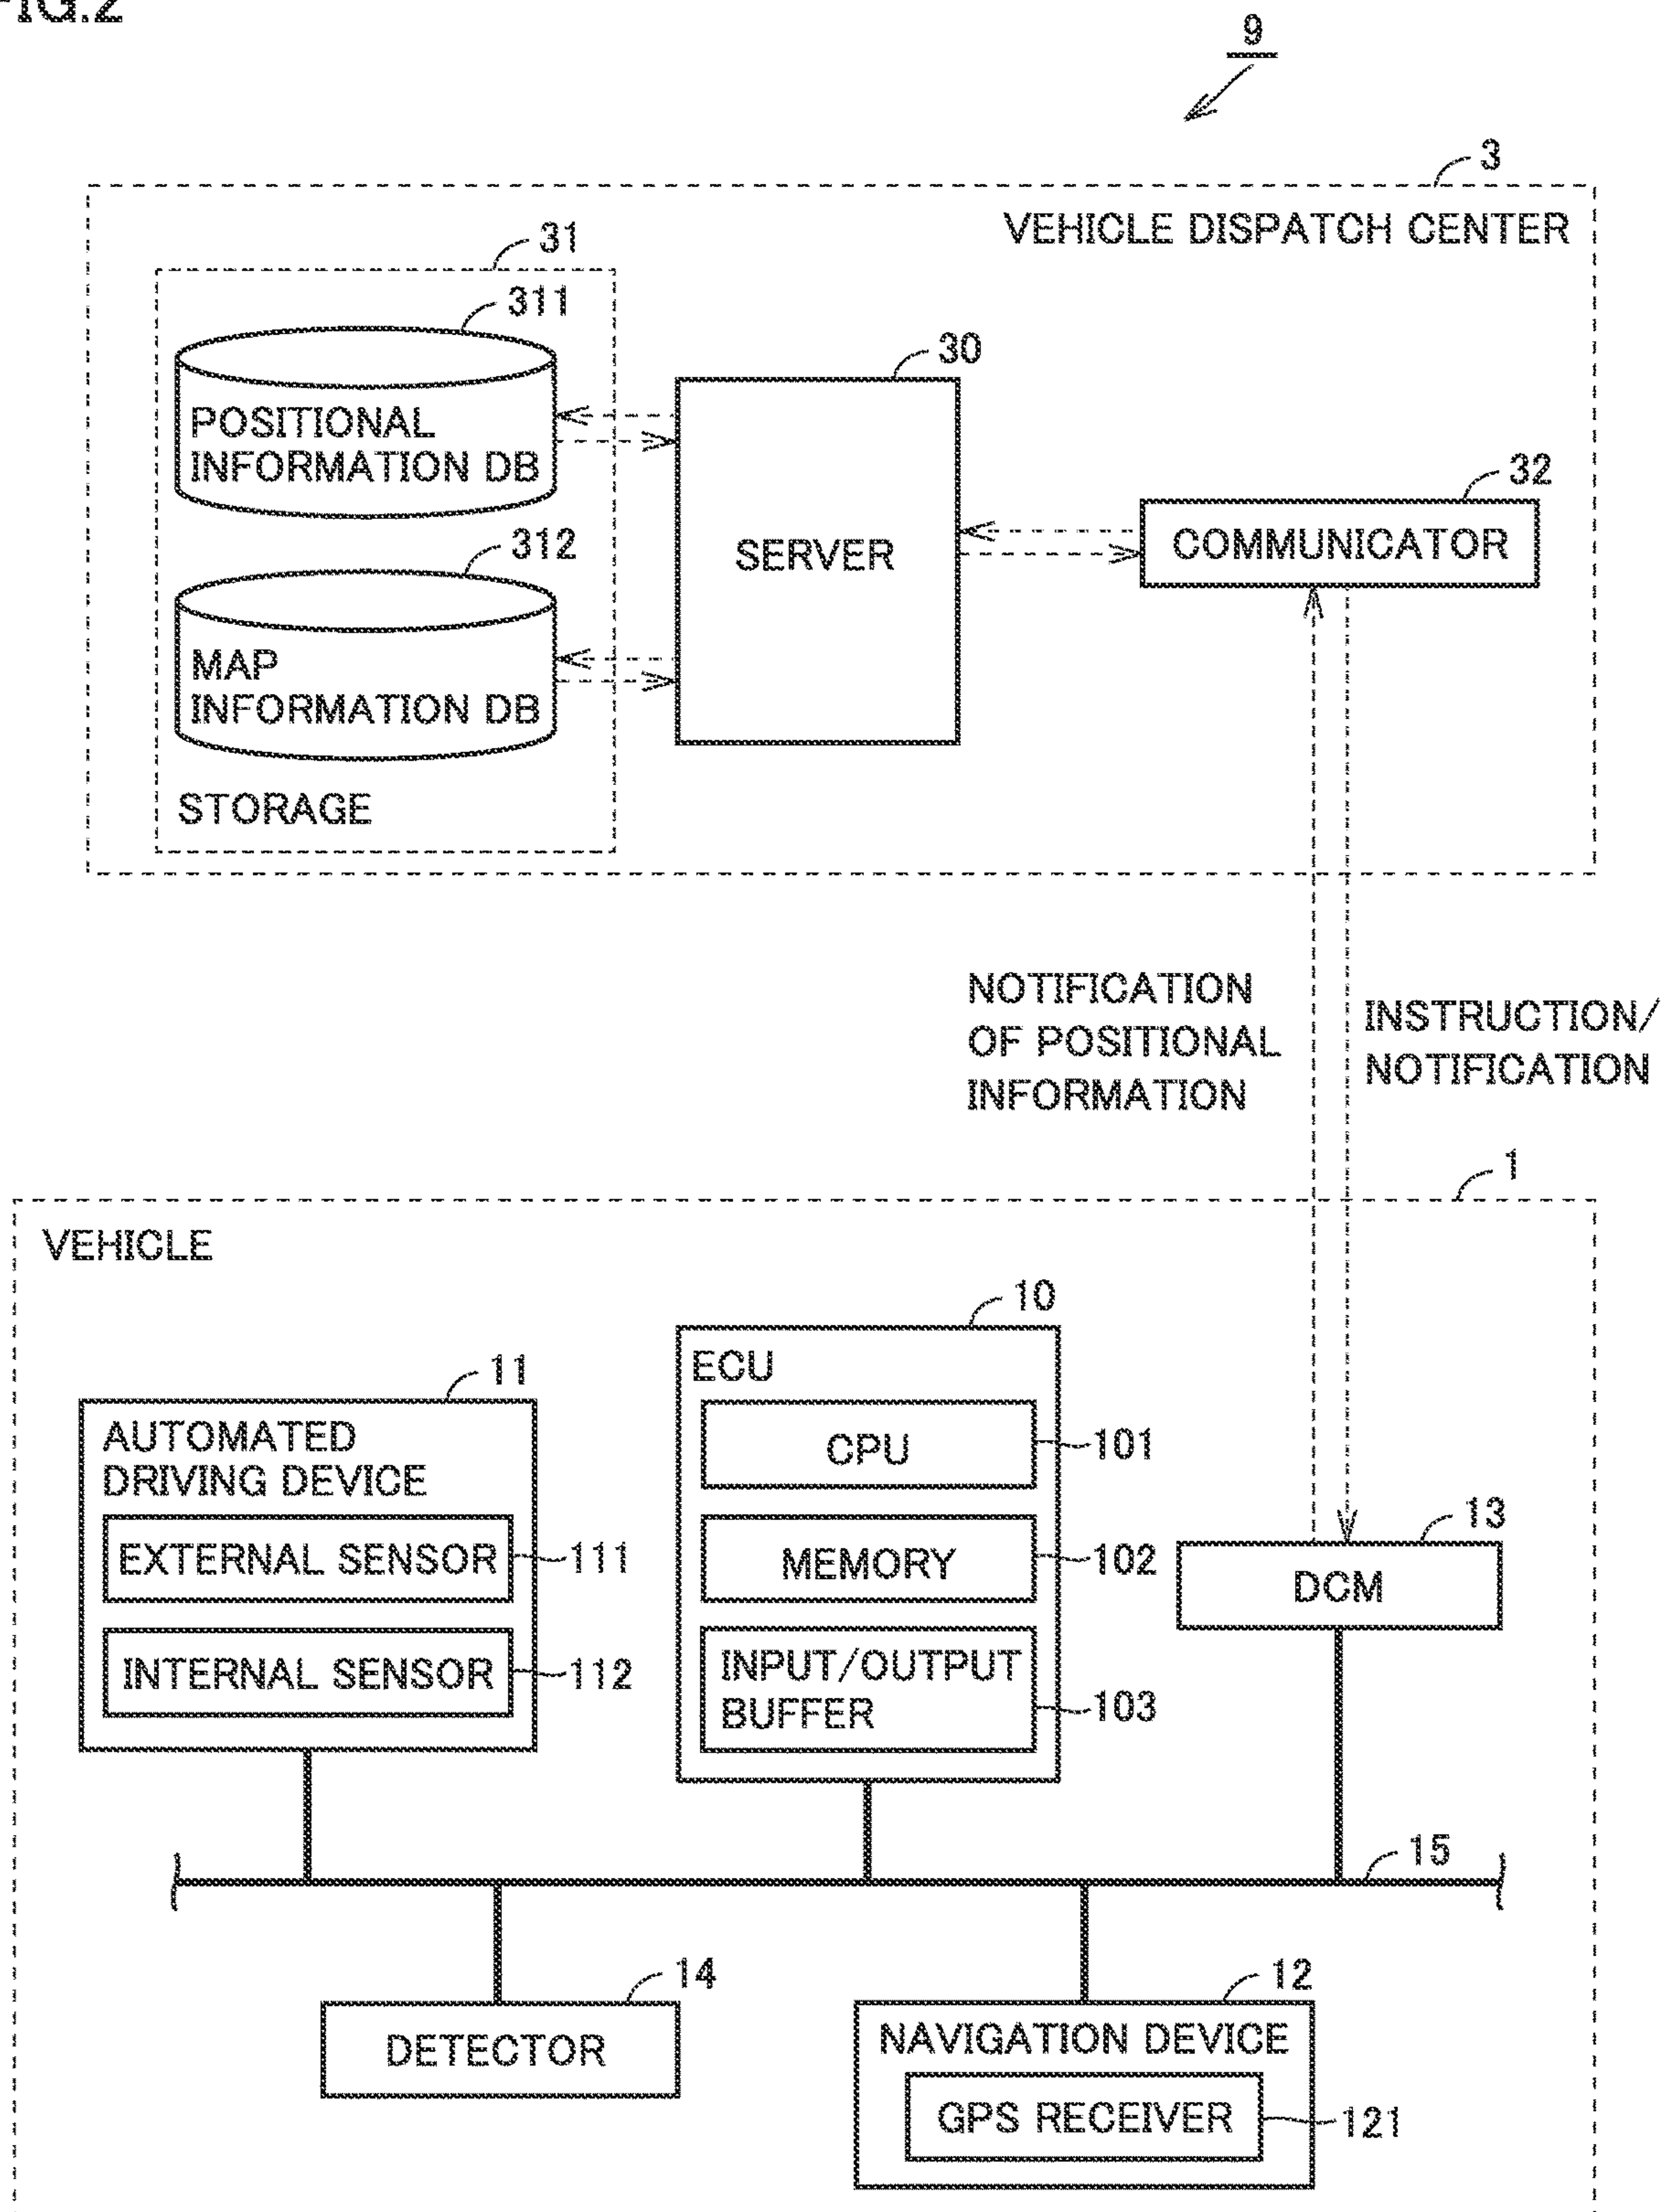 FIG.2
9
3
VEHICLE DISPATCH CENTER
31
311
POSITIONAL
INFORMATION DB
312
MAP
INFORMATION DB
STORAGE
30
SERVER
32
COMMUNICATOR
NOTIFICATION
OF POSITIONAL
INFORMATION
INSTRUCTION/
NOTIFICATION
1
VEHICLE
11
AUTOMATED
DRIVING DEVICE
EXTERNAL SENSOR
111
INTERNAL SENSOR
112
10
ECU
CPU
101
MEMORY
102
INPUT/OUTPUT
BUFFER
103
13
DCM
15
14
DETECTOR
12
NAVIGATION DEVICE
GPS RECEIVER
121